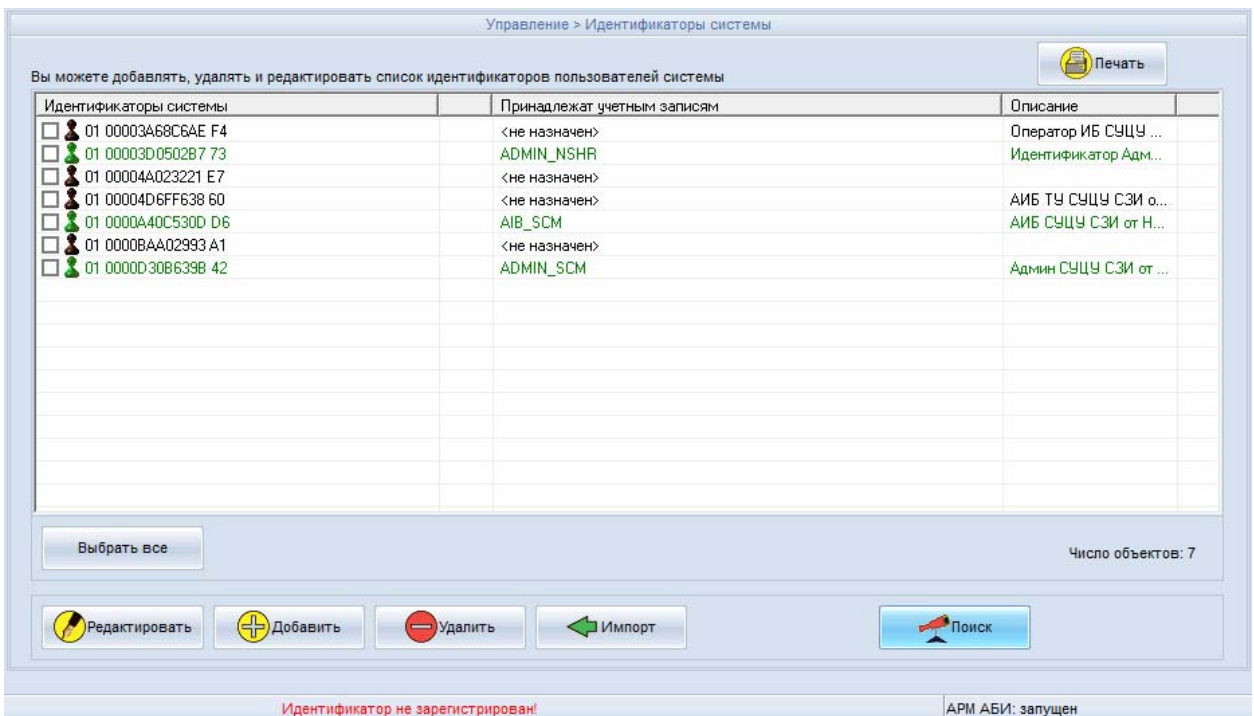 Управление > Идентификаторы системы
Печать
Вы можете добавлять, удалять и редактировать список идентификаторов пользователей системы
Идентификаторы системы Принадлежат учетным записям Описание
01 00003A68C6AE F4 <не назначен> Оператор ИБ СУЦУ ...
01 00003D0502B7 73 ADMIN_NSHR Идентификатор Адм...
01 00004A023221 E7 <не назначен>
01 00004D6FF638 60 <не назначен> АИБ ТУ СУЦУ СЗИ о...
01 0000A40C530D D6 AIB_SCM АИБ СУЦУ СЗИ от Н...
01 0000BAA02993 A1 <не назначен>
01 0000D30B639B 42 ADMIN_SCM Админ СУЦУ СЗИ от ...
Выбрать все Число объектов: 7
Редактировать Добавить Удалить Импорт Поиск
Идентификатор не зарегистрирован! АРМ АБИ: запущен